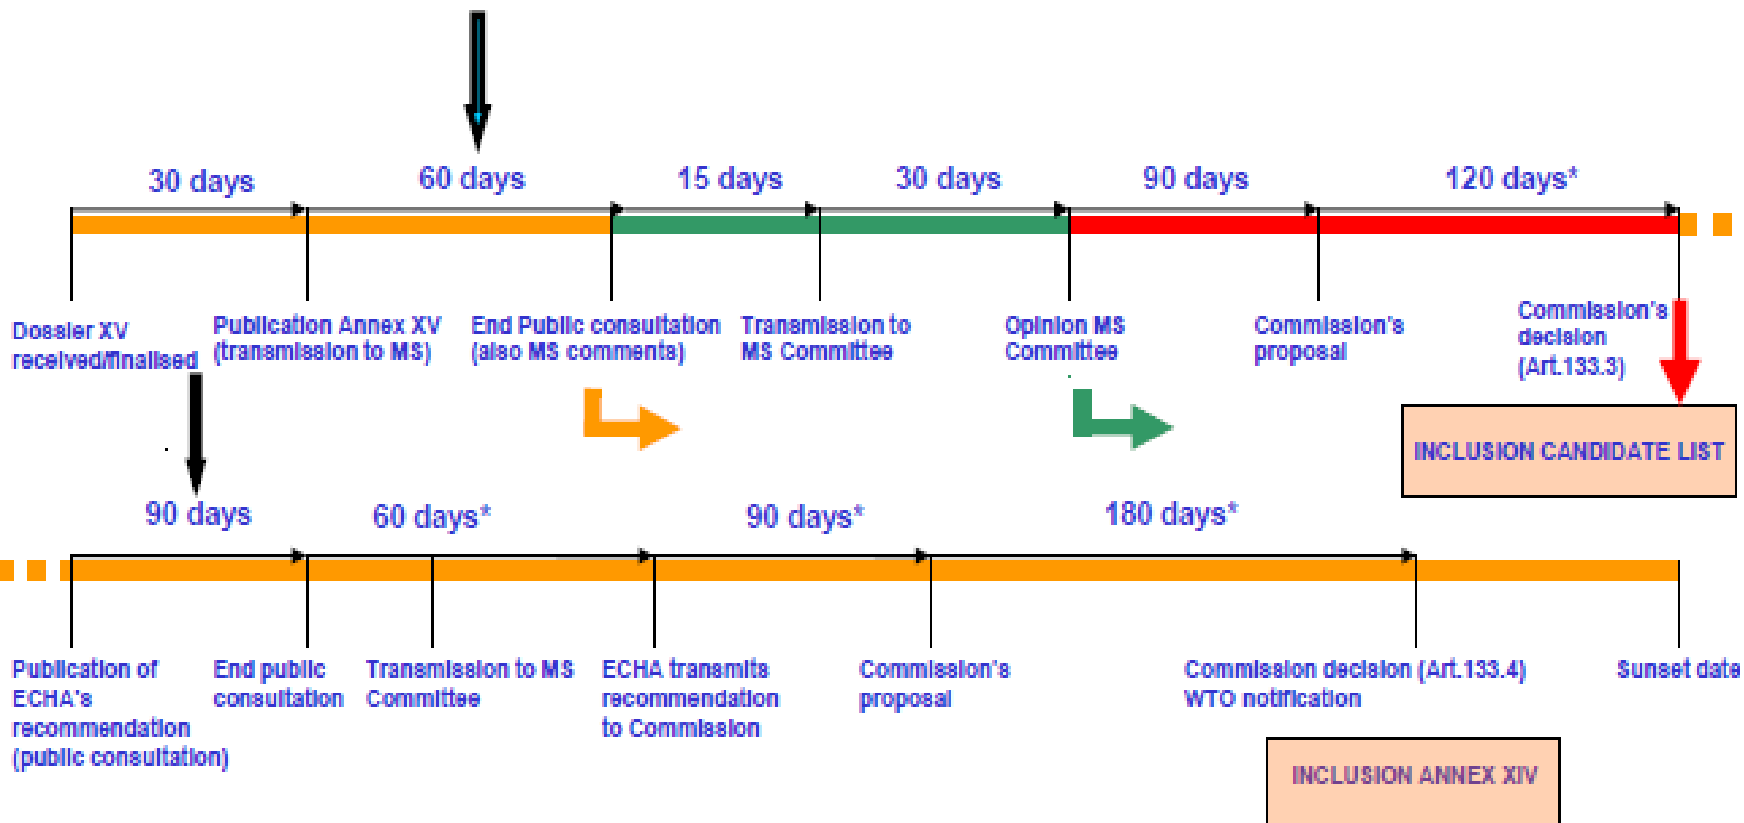 30 days
60 days
15 days
30 days
90 days
120 days*
Dossier XV
received/finalised
Publication Annex XV
(transmission to MS)
End Public consultation
(also MS comments)
Transmission to
MS Committee
Opinion MS
Committee
Commission's
proposal
Commission's
decision
(Art.133.3)
INCLUSION CANDIDATE LIST
90 days
60 days*
90 days*
180 days*
Publication of
ECHA's
recommendation
(public consultation)
End public
consultation
Transmission to MS
Committee
ECHA transmits
recommendation
to Commission
Commission's
proposal
Commission decision (Art.133.4)
WTO notification
Sunset date
INCLUSION ANNEX XIV